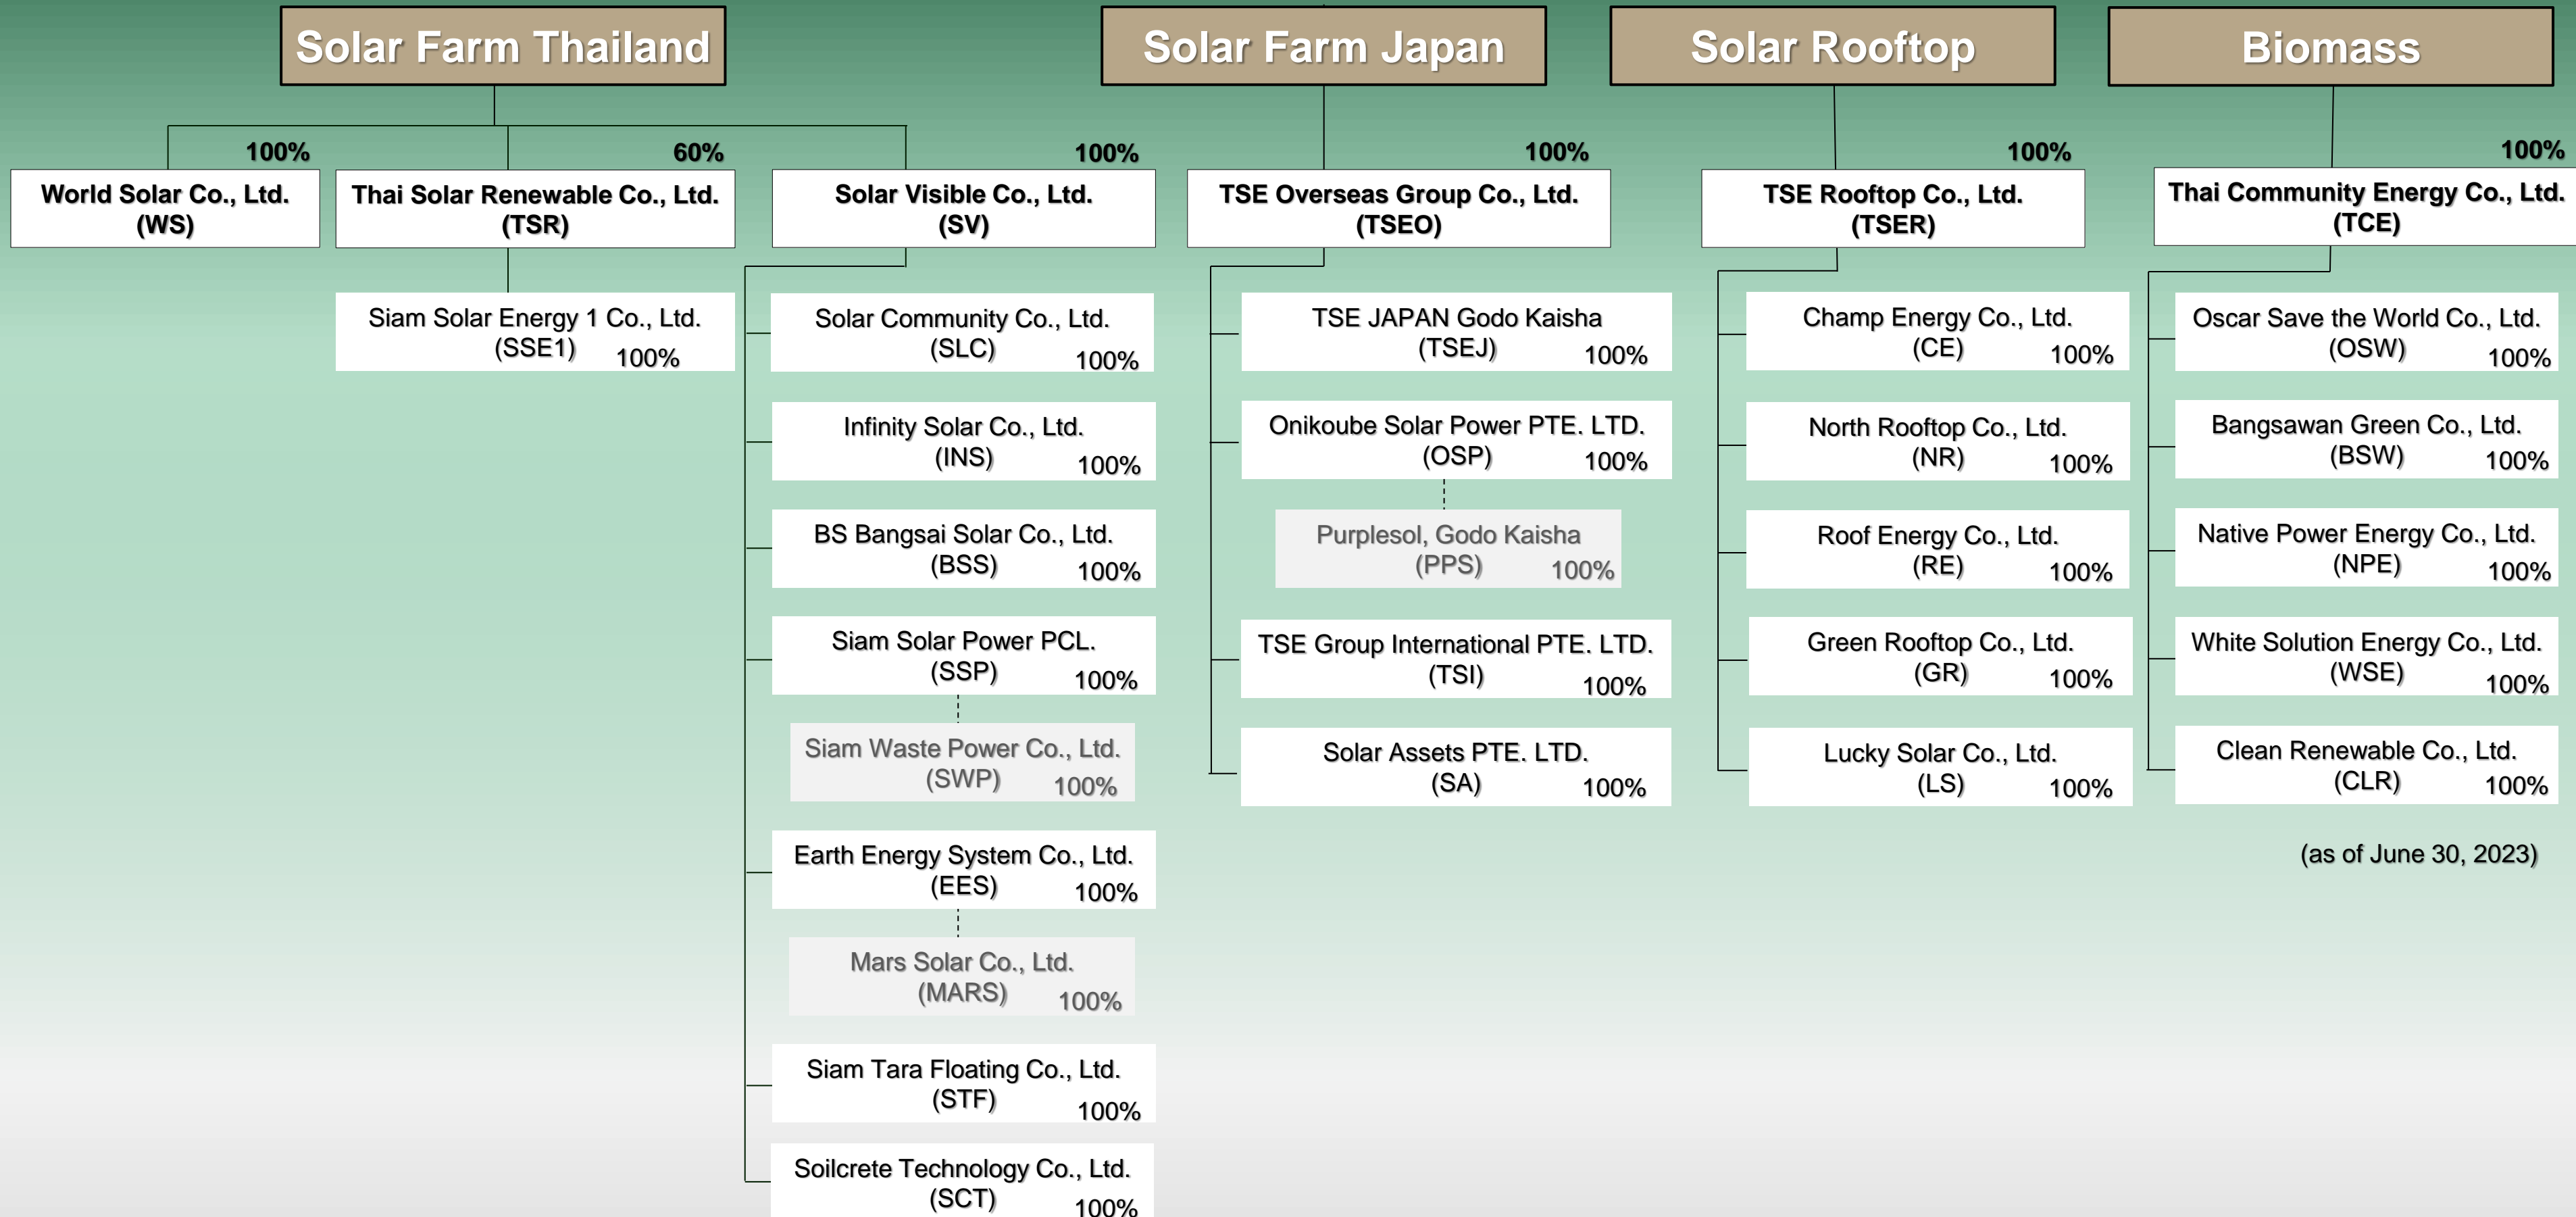 Solar Farm Thailand
Solar Farm Japan
Solar Rooftop
Biomass
100%
World Solar Co., Ltd.
(WS)
60%
Thai Solar Renewable Co., Ltd.
(TSR)
Siam Solar Energy 1 Co., Ltd.
(SSE1) 100%
100%
Solar Visible Co., Ltd.
(SV)
Solar Community Co., Ltd.
(SLC) 100%
Infinity Solar Co., Ltd.
(INS) 100%
BS Bangsai Solar Co., Ltd.
(BSS) 100%
Siam Solar Power PCL.
(SSP) 100%
Siam Waste Power Co., Ltd.
(SWP) 100%
Earth Energy System Co., Ltd.
(EES) 100%
Mars Solar Co., Ltd.
(MARS) 100%
Siam Tara Floating Co., Ltd.
(STF) 100%
Soilcrete Technology Co., Ltd.
(SCT) 100%
100%
TSE Overseas Group Co., Ltd.
(TSEO)
TSE JAPAN Godo Kaisha
(TSEJ) 100%
Onikoube Solar Power PTE. LTD.
(OSP) 100%
Purplesol, Godo Kaisha
(PPS) 100%
TSE Group International PTE. LTD.
(TSI) 100%
Solar Assets PTE. LTD.
(SA) 100%
100%
TSE Rooftop Co., Ltd.
(TSER)
Champ Energy Co., Ltd.
(CE) 100%
North Rooftop Co., Ltd.
(NR) 100%
Roof Energy Co., Ltd.
(RE) 100%
Green Rooftop Co., Ltd.
(GR) 100%
Lucky Solar Co., Ltd.
(LS) 100%
100%
Thai Community Energy Co., Ltd.
(TCE)
Oscar Save the World Co., Ltd.
(OSW) 100%
Bangsawan Green Co., Ltd.
(BSW) 100%
Native Power Energy Co., Ltd.
(NPE) 100%
White Solution Energy Co., Ltd.
(WSE) 100%
Clean Renewable Co., Ltd.
(CLR) 100%
(as of June 30, 2023)